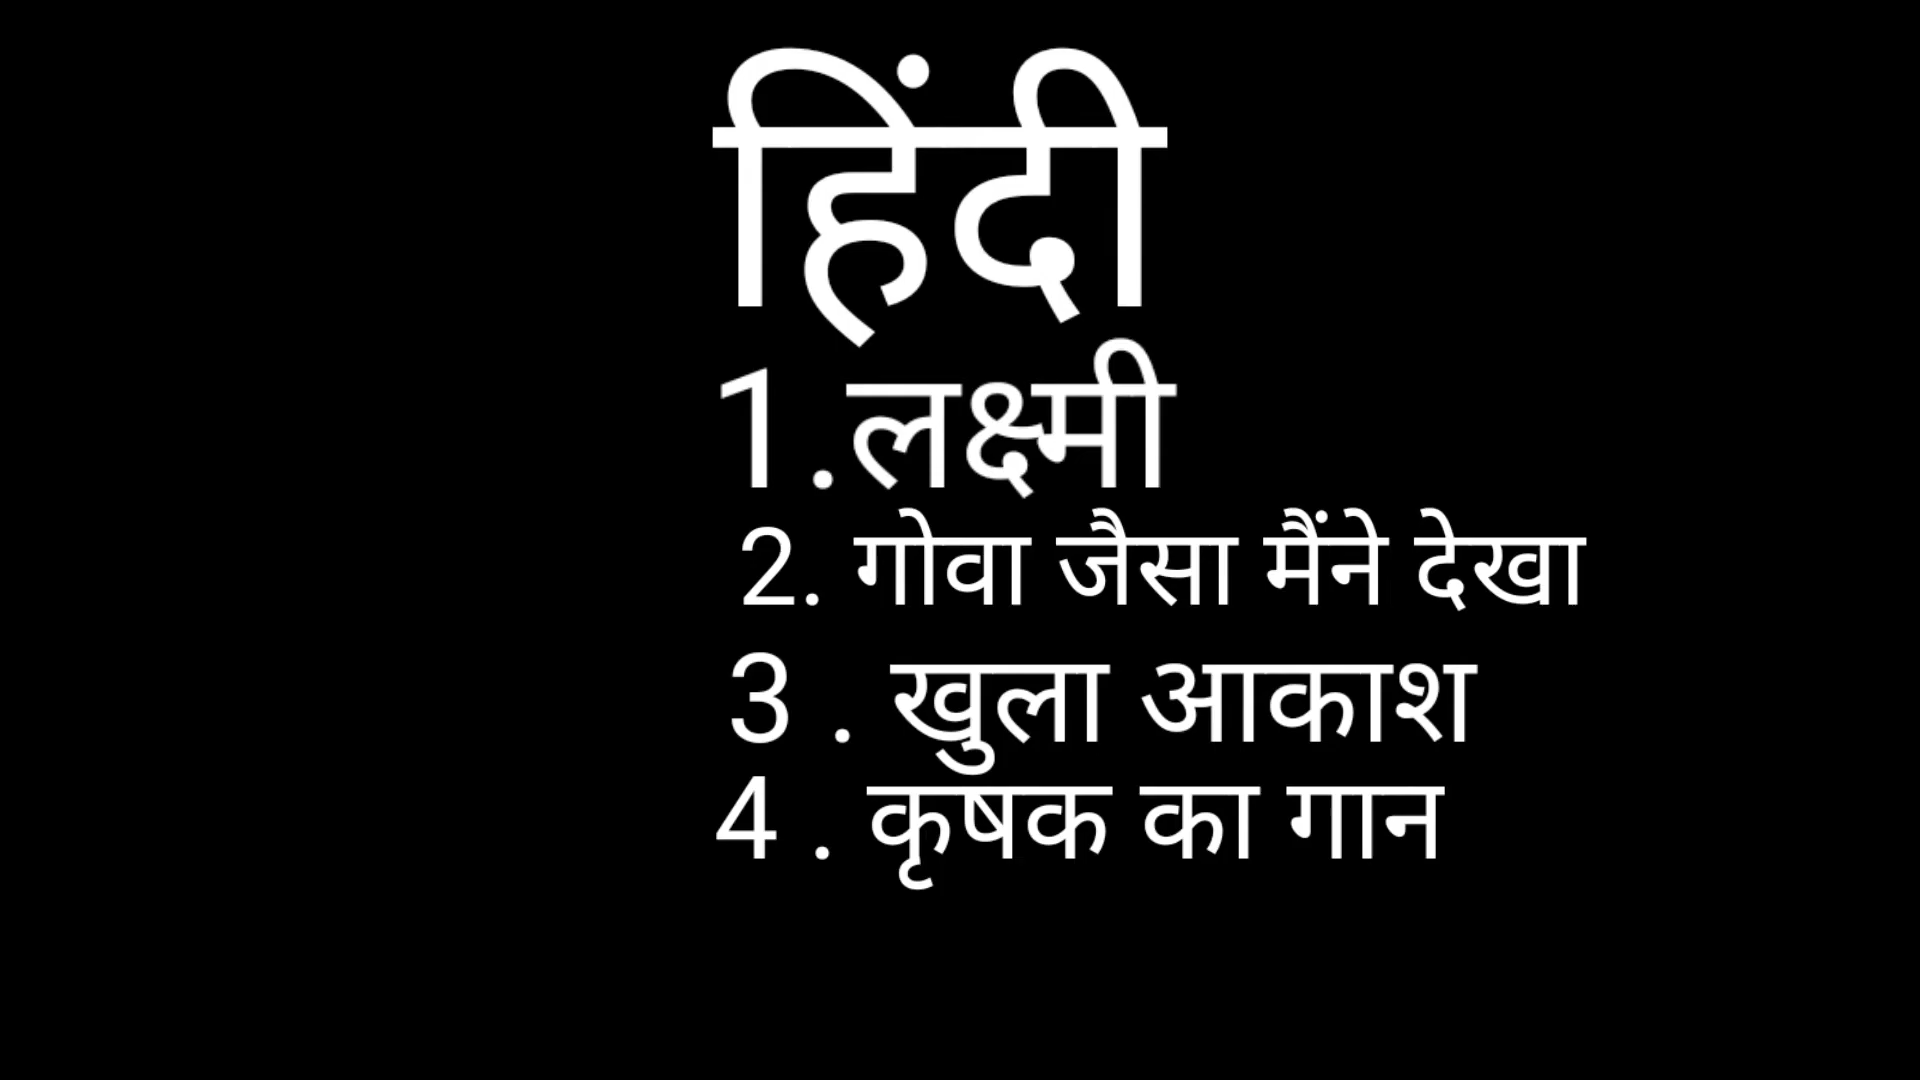 हिंदी
1.लक्ष्मी
2. गोवा जैसा मैंने देखा
3 . खुला आकाश
4 . कृषक का गान